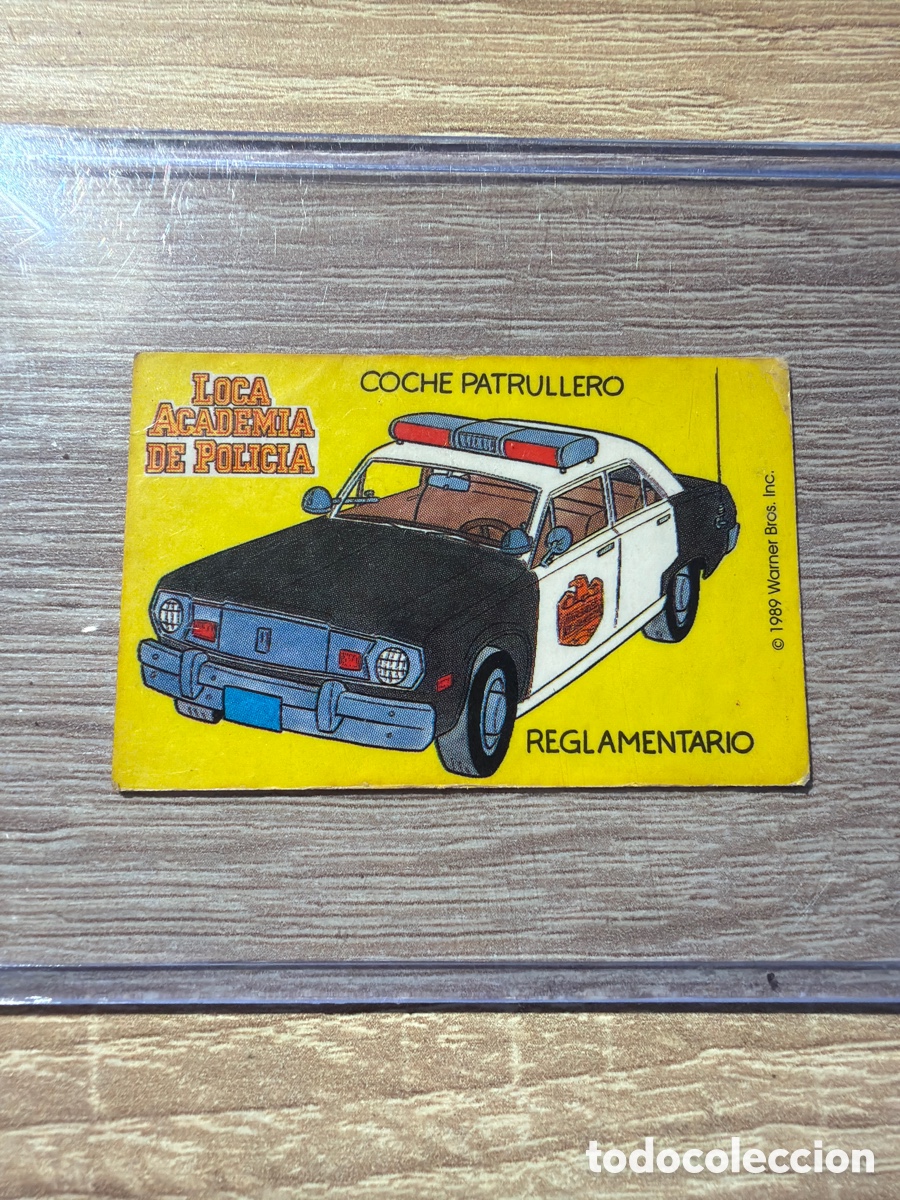 LOCA
ACADEMIA
DE POLICIA
COCHE PATRULLERO
© 1989 Warner Bros. Inc.
REGLAMENTARIO
todocoleccion